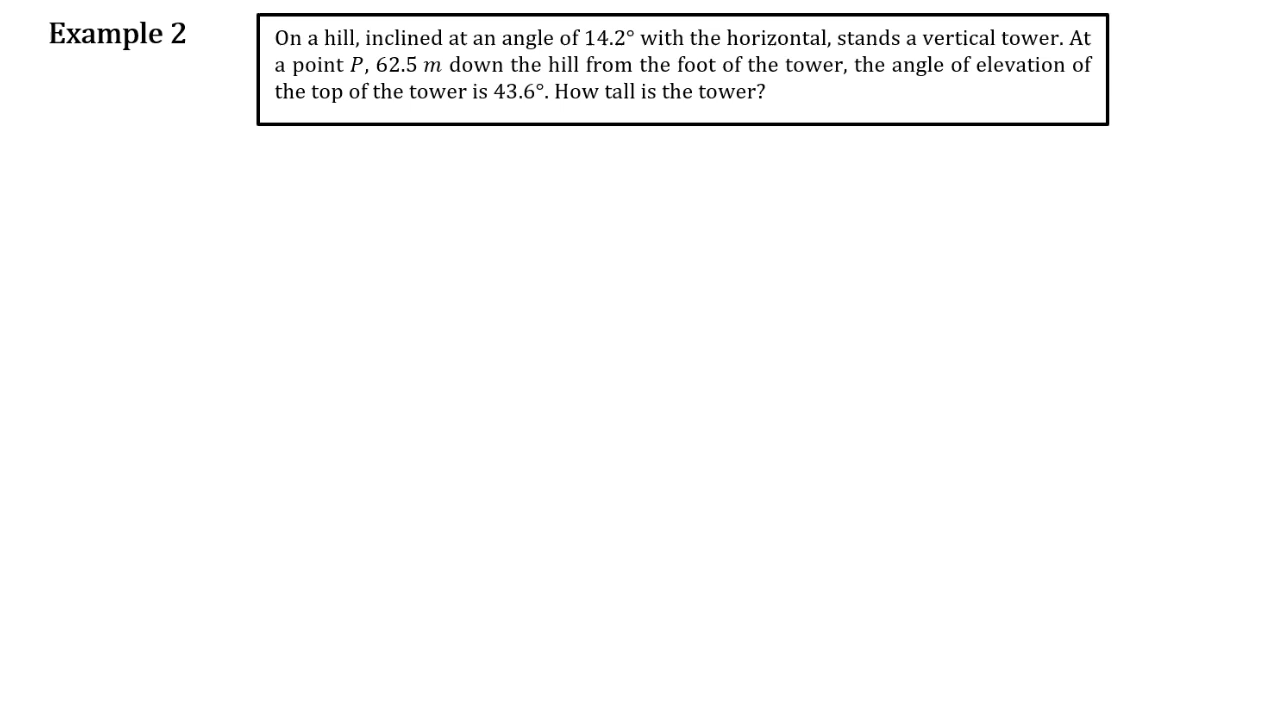 Example 2
On a hill, inclined at an angle of 14.2° with the horizontal, stands a vertical tower. At
a point P, 62.5 m down the hill from the foot of the tower, the angle of elevation of
the top of the tower is 43.6°. How tall is the tower?